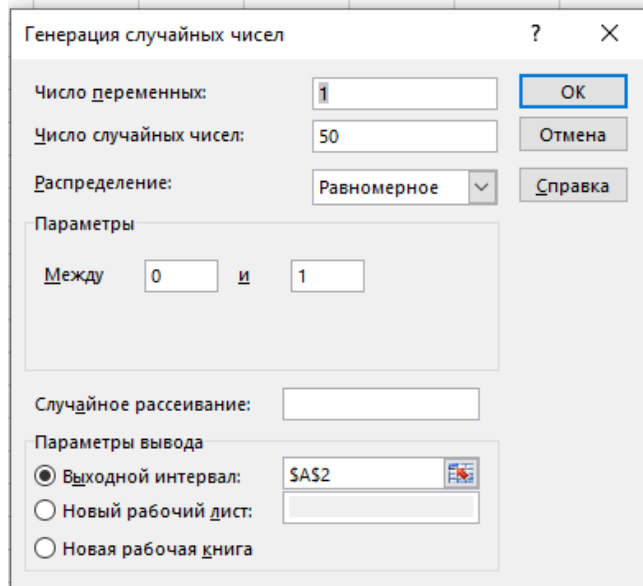 Генерация случайных чисел ? ×
Число переменных: 1 OK
Число случайных чисел: 50 Отмена
Распределение: Равномерное Справка
Параметры
Между 0 и 1
Случайное рассеивание:
Параметры вывода
Выходной интервал: $A$2
Новый рабочий лист:
Новая рабочая книга